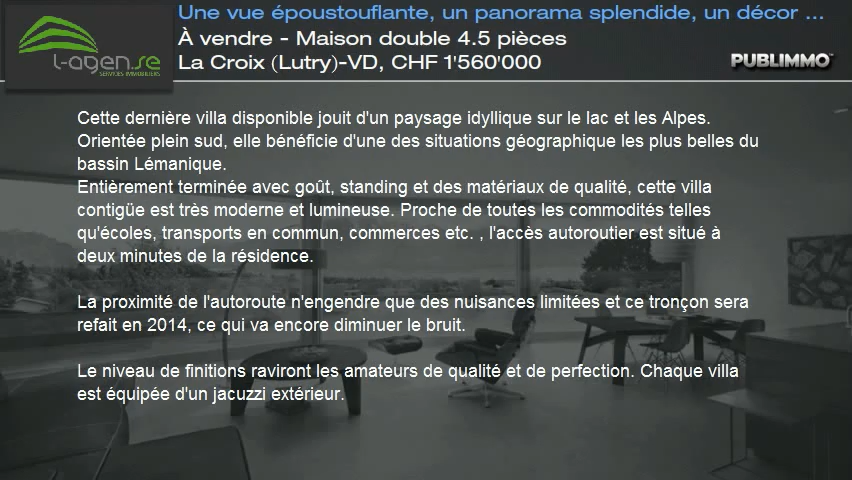 Une vue époustouflante, un panorama splendide, un décor ...
À vendre - Maison double 4.5 pièces
La Croix (Lutry)-VD, CHF 1'560'000
l-agen.se
SERVICES IMMOBILIERS
PUBLIMMO™
Cette dernière villa disponible jouit d'un paysage idyllique sur le lac et les Alpes.
Orientée plein sud, elle bénéficie d'une des situations géographique les plus belles du
bassin Lémanique.
Entièrement terminée avec goût, standing et des matériaux de qualité, cette villa
contigüe est très moderne et lumineuse. Proche de toutes les commodités telles
qu'écoles, transports en commun, commerces etc. , l'accès autoroutier est situé à
deux minutes de la résidence.
La proximité de l'autoroute n'engendre que des nuisances limitées et ce tronçon sera
refait en 2014, ce qui va encore diminuer le bruit.
Le niveau de finitions raviront les amateurs de qualité et de perfection. Chaque villa
est équipée d'un jacuzzi extérieur.